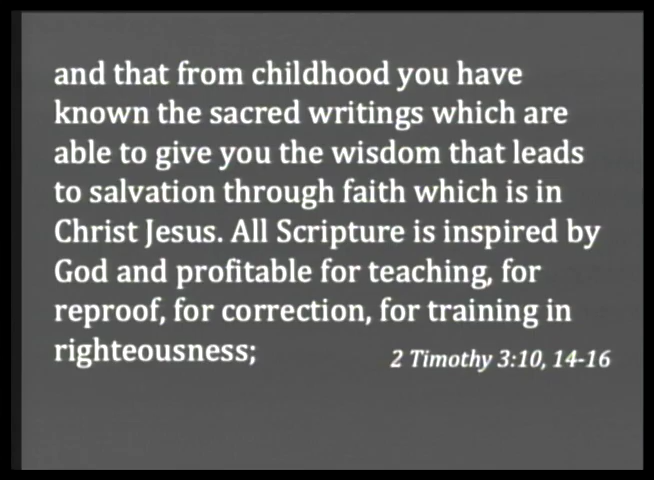 and that from childhood you have
known the sacred writings which are
able to give you the wisdom that leads
to salvation through faith which is in
Christ Jesus. All Scripture is inspired by
God and profitable for teaching, for
reproof, for correction, for training in
righteousness;
2 Timothy 3:10, 14-16